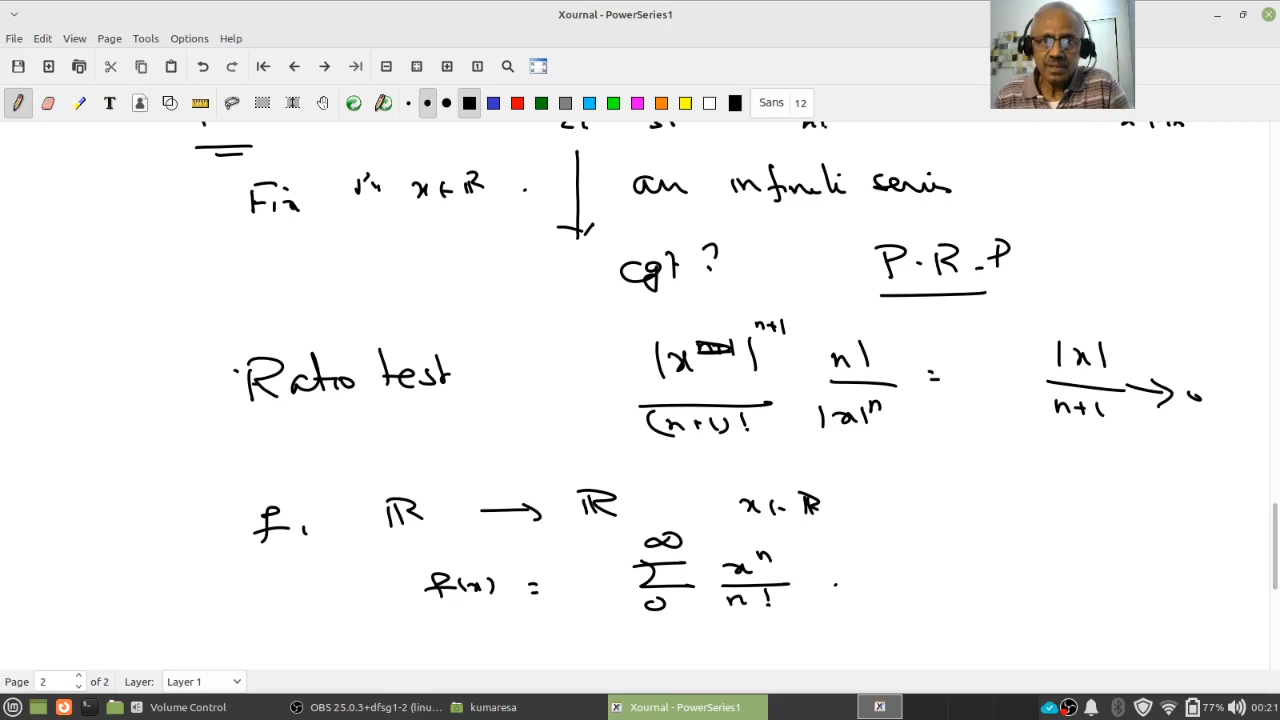 Xournal - PowerSeries1
File Edit View Page Tools Options Help
Sans 12
Fix x ∈ ℝ . an infinite series
cgt ? P.R.P
Ratio test |x|^{n+1} / (n+1)! n! / |x|^n = |x| / n+1 → 0
f : ℝ → ℝ x ∈ ℝ
f(x) = ∑_0^∞ x^n / n! .
Page 2 of 2 Layer: Layer 1
Volume Control OBS 25.0.3+dfsg1-2 (linu... kumaresa Xournal - PowerSeries1 77% 00:21